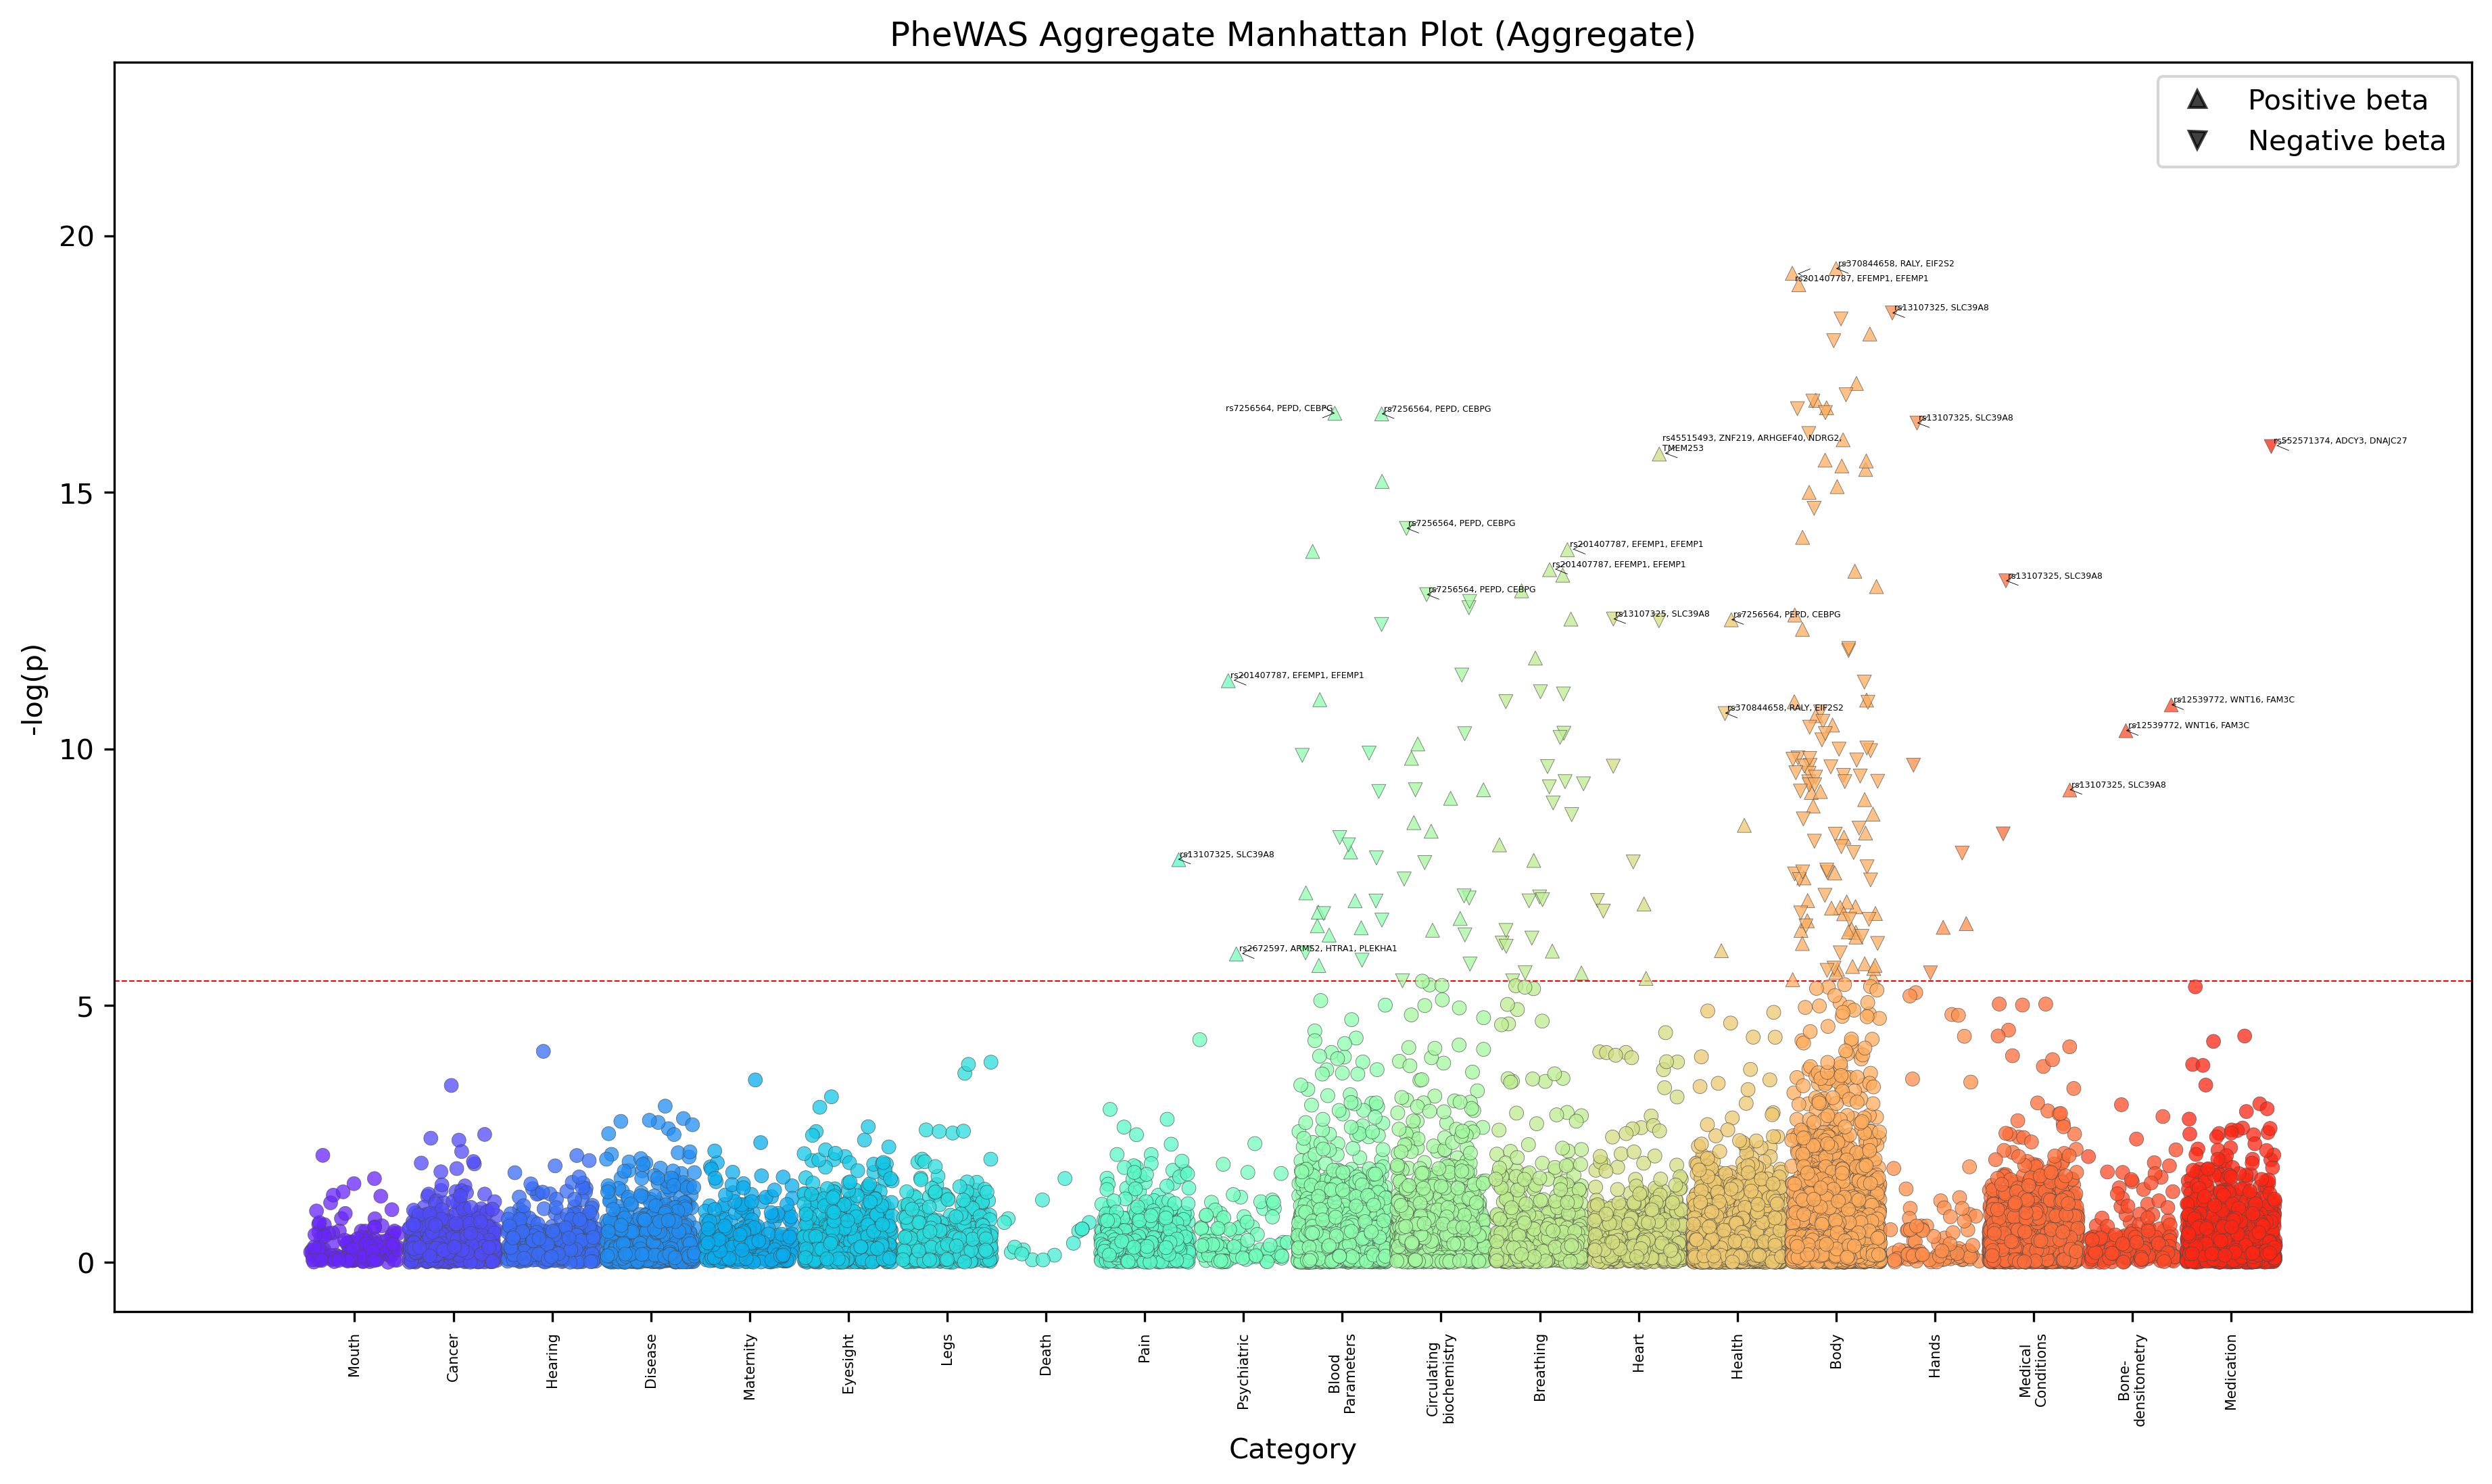 PheWAS Aggregate Manhattan Plot (Aggregate)
Positive beta
Negative beta
-log(p)
20
15
10
5
0
rs370844658, RALY, EIF2S2
rs201407787, EFEMP1, EFEMP1
rs13107325, SLC39A8
rs7256564, PEPD, CEBPG
rs7256564, PEPD, CEBPG
rs13107325, SLC39A8
rs45515493, ZNF219, ARHGEF40, NDRG2,
TMEM253
rs552571374, ADCY3, DNAJC27
rs7256564, PEPD, CEBPG
rs201407787, EFEMP1, EFEMP1
rs201407787, EFEMP1, EFEMP1
rs13107325, SLC39A8
rs7256564, PEPD, CEBPG
rs13107325, SLC39A8
rs7256564, PEPD, CEBPG
rs201407787, EFEMP1, EFEMP1
rs12539772, WNT16, FAM3C
rs370844658, RALY, EIF2S2
rs12539772, WNT16, FAM3C
rs13107325, SLC39A8
rs13107325, SLC39A8
rs2672597, ARMS2, HTRA1, PLEKHA1
Mouth
Cancer
Hearing
Disease
Maternity
Eyesight
Legs
Death
Pain
Psychiatric
Blood
Parameters
Circulating
biochemistry
Breathing
Heart
Health
Body
Hands
Medical
Conditions
Bone-
densitometry
Medication
Category